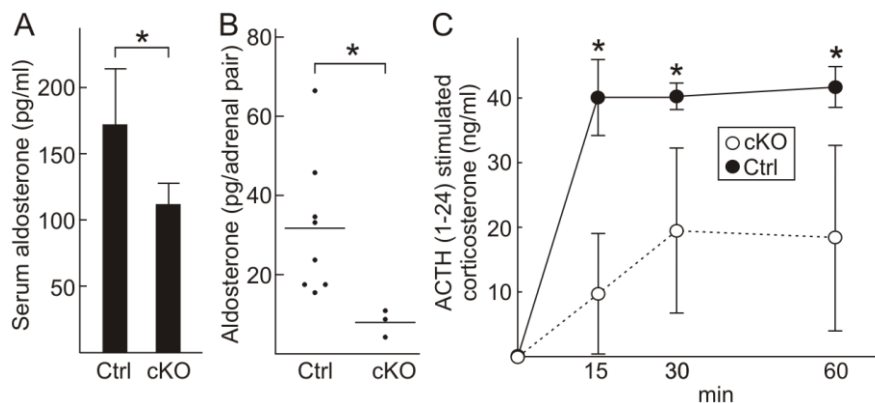 A
Serum aldosterone (pg/ml)
200
150
100
50
*
Ctrl
cKO
B
Aldosterone (pg/adrenal pair)
80
60
40
20
*
Ctrl
cKO
C
ACTH (1-24) stimulated
corticosterone (ng/ml)
40
30
20
10
0
*
*
*
cKO
Ctrl
15
30
60
min